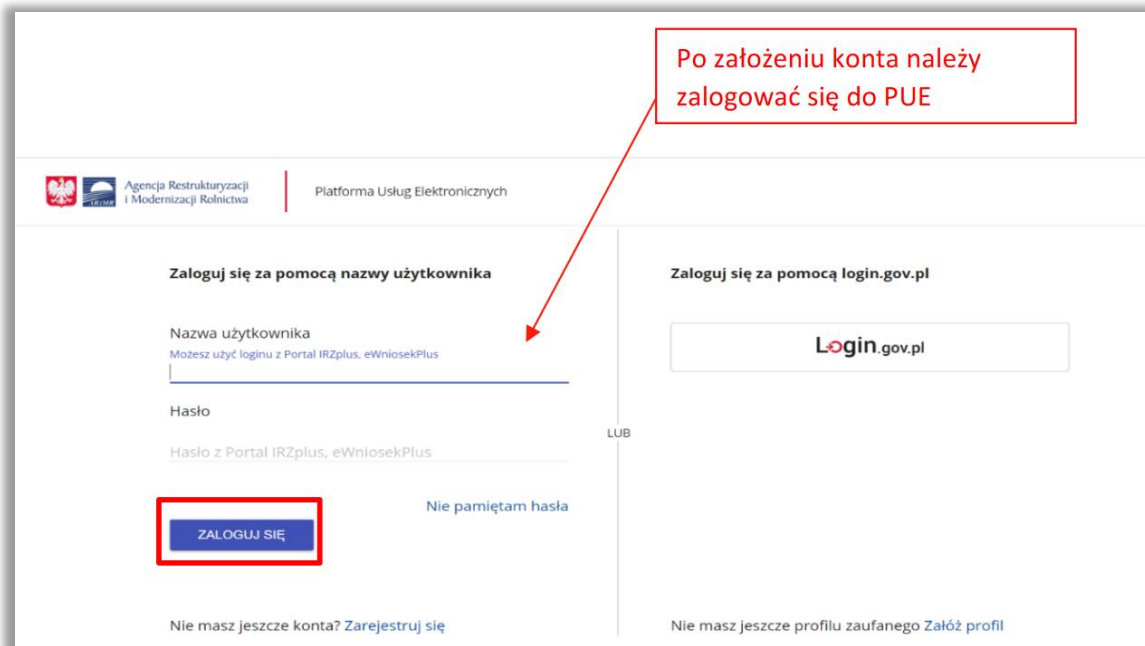 Po założeniu konta należy
zalogować się do PUE
ARiMR
Agencja Restrukturyzacji
i Modernizacji Rolnictwa
Platforma Usług Elektronicznych
Zaloguj się za pomocą nazwy użytkownika
Nazwa użytkownika
Możesz użyć loginu z Portal IRZplus, eWniosekPlus
Hasło
Hasło z Portal IRZplus, eWniosekPlus
Nie pamiętam hasła
ZALOGUJ SIĘ
Nie masz jeszcze konta? Zarejestruj się
LUB
Zaloguj się za pomocą login.gov.pl
Login.gov.pl
Nie masz jeszcze profilu zaufanego Załóż profil